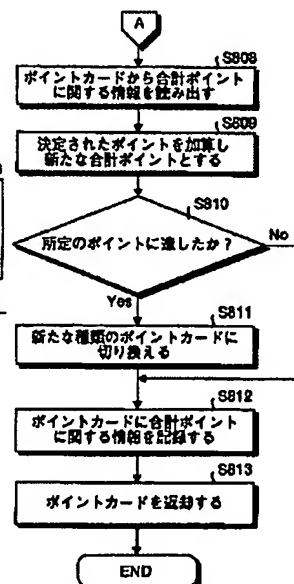 A
S808
ポイントカードから合計ポイント
に関する情報を読み出す
S809
決定されたポイントを加算し
新たな合計ポイントとする
S810
所定のポイントに達したか？
No
Yes
S811
新たな種類のポイントカードに
切り換える
S812
ポイントカードに合計ポイント
に関する情報を記録する
S813
ポイントカードを返却する
END